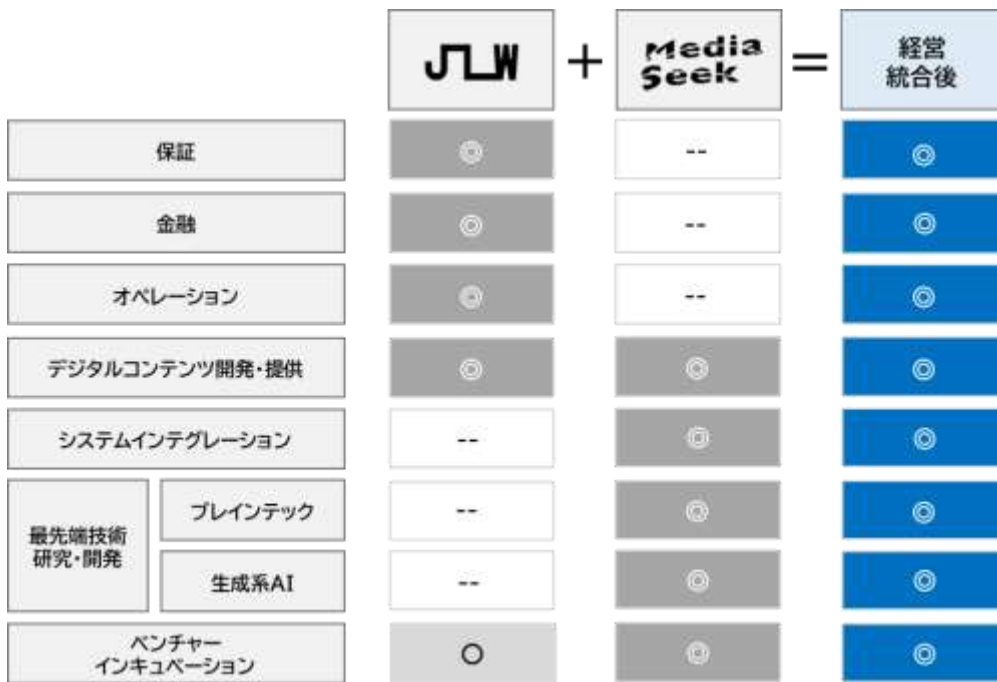 JLW + Media Seek = 経営
統合後
保証 ◎ -- ◎
金融 ◎ -- ◎
オペレーション ◎ -- ◎
デジタルコンテンツ開発・提供 ◎ ◎ ◎
システムインテグレーション -- ◎ ◎
最先端技術
研究・開発
ブレインテック -- ◎ ◎
生成系AI -- ◎ ◎
ベンチャー
インキュベーション ○ ◎ ◎